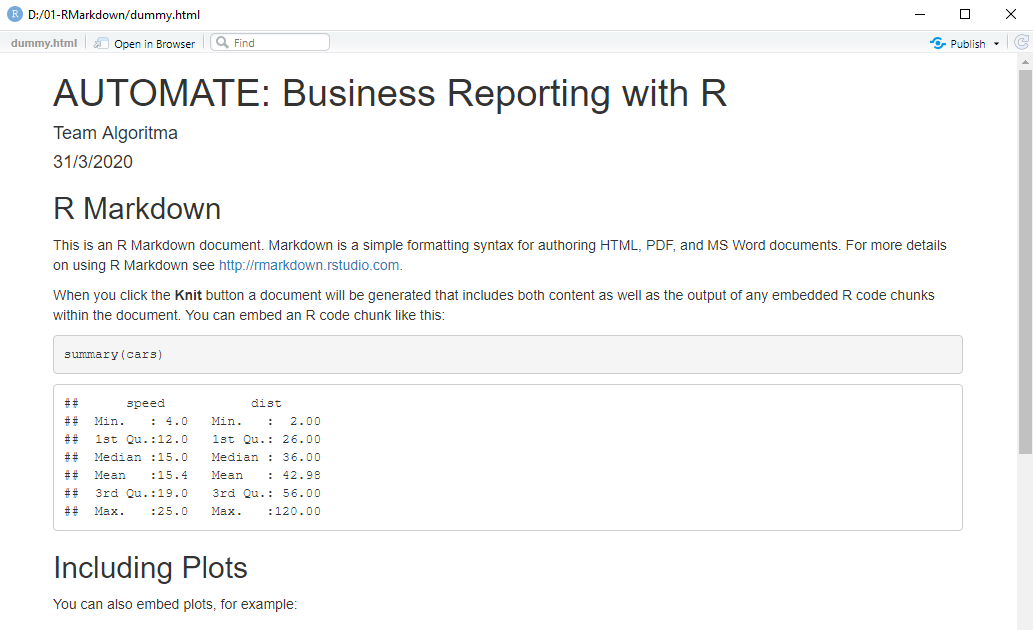 R D:/01-RMarkdown/dummy.html
dummy.html Open in Browser Find Publish
AUTOMATE: Business Reporting with R
Team Algoritma
31/3/2020
R Markdown
This is an R Markdown document. Markdown is a simple formatting syntax for authoring HTML, PDF, and MS Word documents. For more details
on using R Markdown see http://rmarkdown.rstudio.com.
When you click the Knit button a document will be generated that includes both content as well as the output of any embedded R code chunks
within the document. You can embed an R code chunk like this:
summary(cars)
##      speed           dist
##  Min.   : 4.0   Min.   :  2.00
##  1st Qu.:12.0   1st Qu.: 26.00
##  Median :15.0   Median : 36.00
##  Mean   :15.4   Mean   : 42.98
##  3rd Qu.:19.0   3rd Qu.: 56.00
##  Max.   :25.0   Max.   :120.00
Including Plots
You can also embed plots, for example: